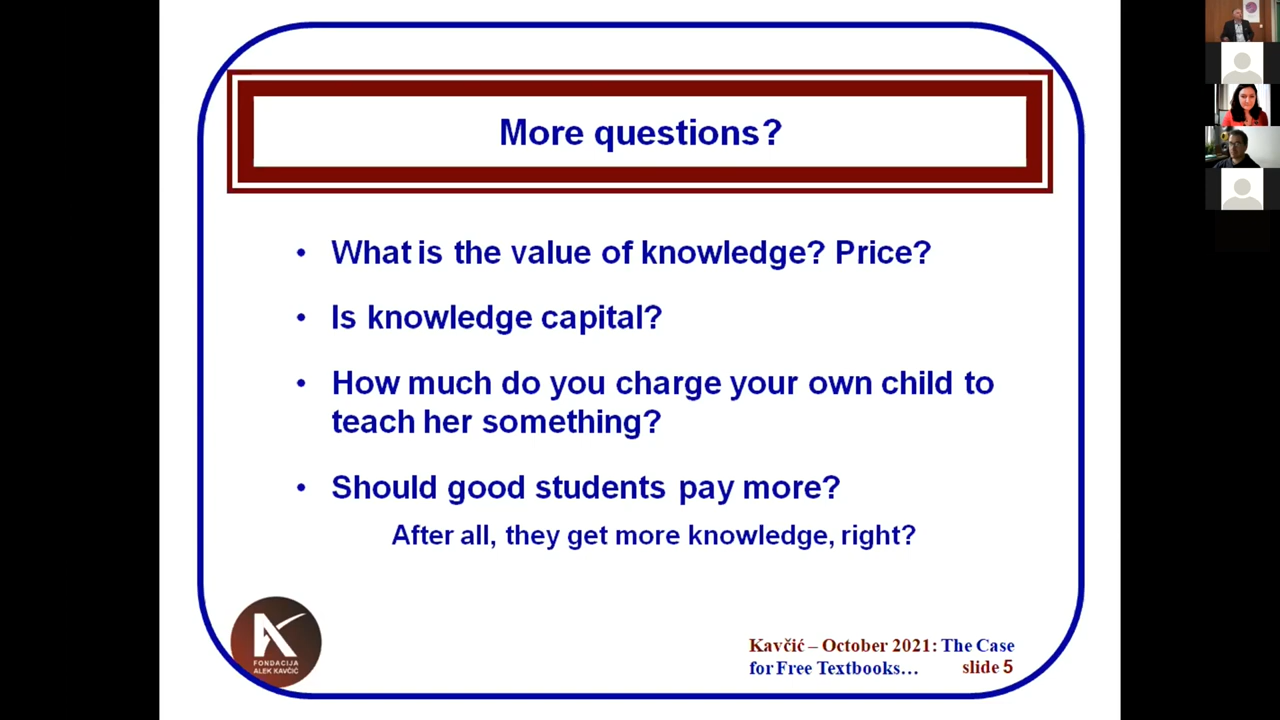 More questions?
• What is the value of knowledge? Price?
• Is knowledge capital?
• How much do you charge your own child to
teach her something?
• Should good students pay more?
After all, they get more knowledge, right?
FONDACIJA
ALEK KAVČIĆ
Kavčić – October 2021: The Case
for Free Textbooks… slide 5